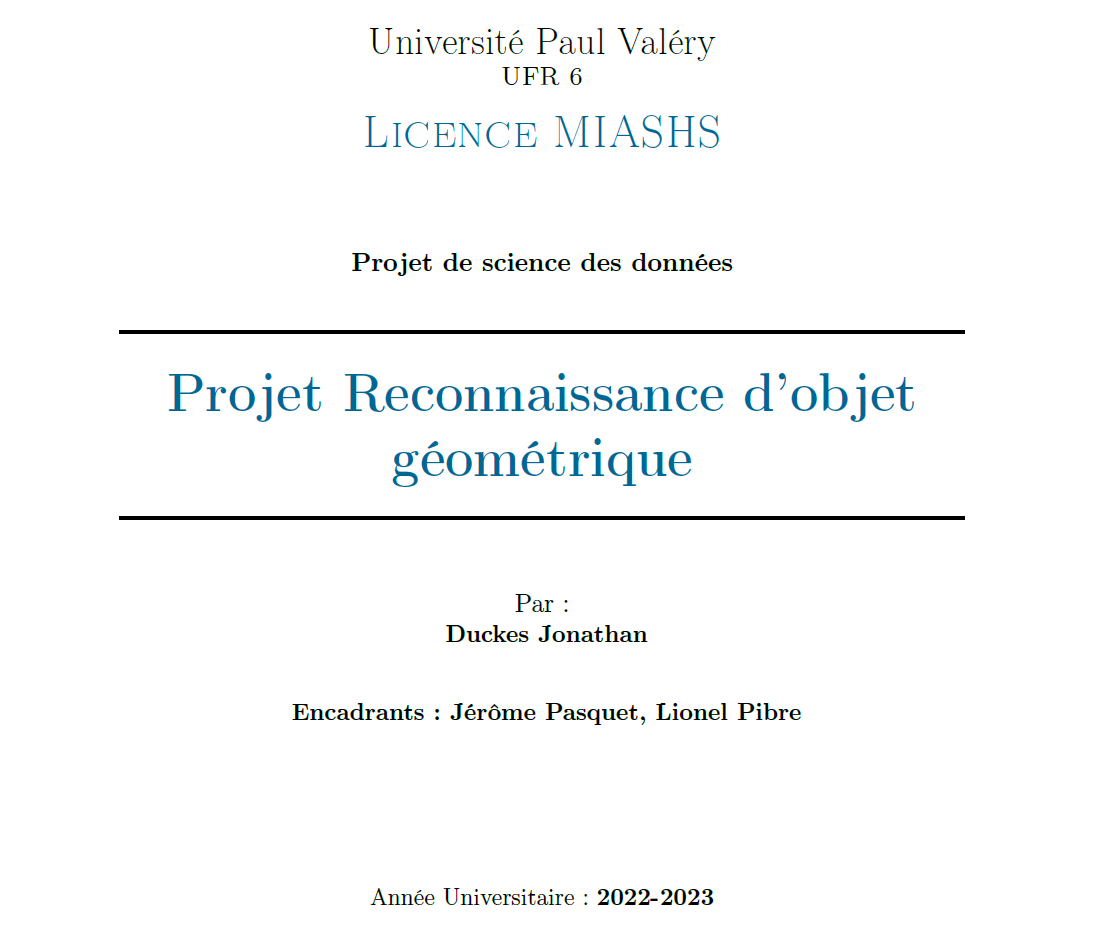 Université Paul Valéry
UFR 6
Licence MIASHS
Projet de science des données
Projet Reconnaissance d'objet
géométrique
Par :
Duckes Jonathan
Encadrants : Jérôme Pasquet, Lionel Pibre
Année Universitaire : 2022-2023